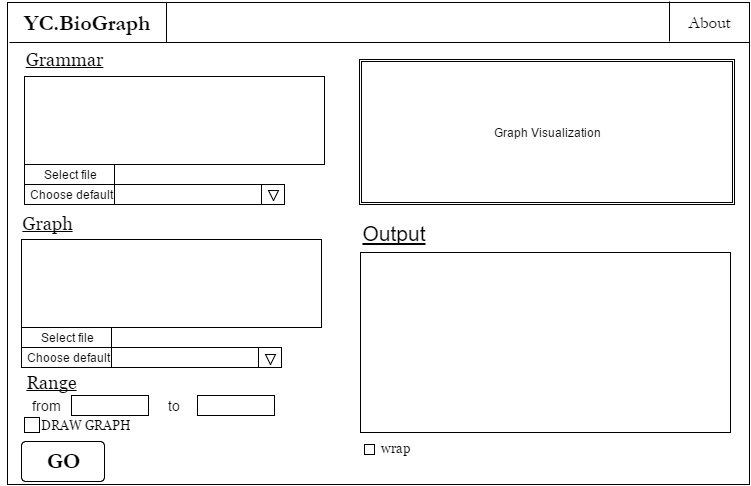 YC.BioGraph
About
Grammar
Select file
Choose default
Graph
Select file
Choose default
Range
from
to
DRAW GRAPH
GO
Graph Visualization
Output
wrap